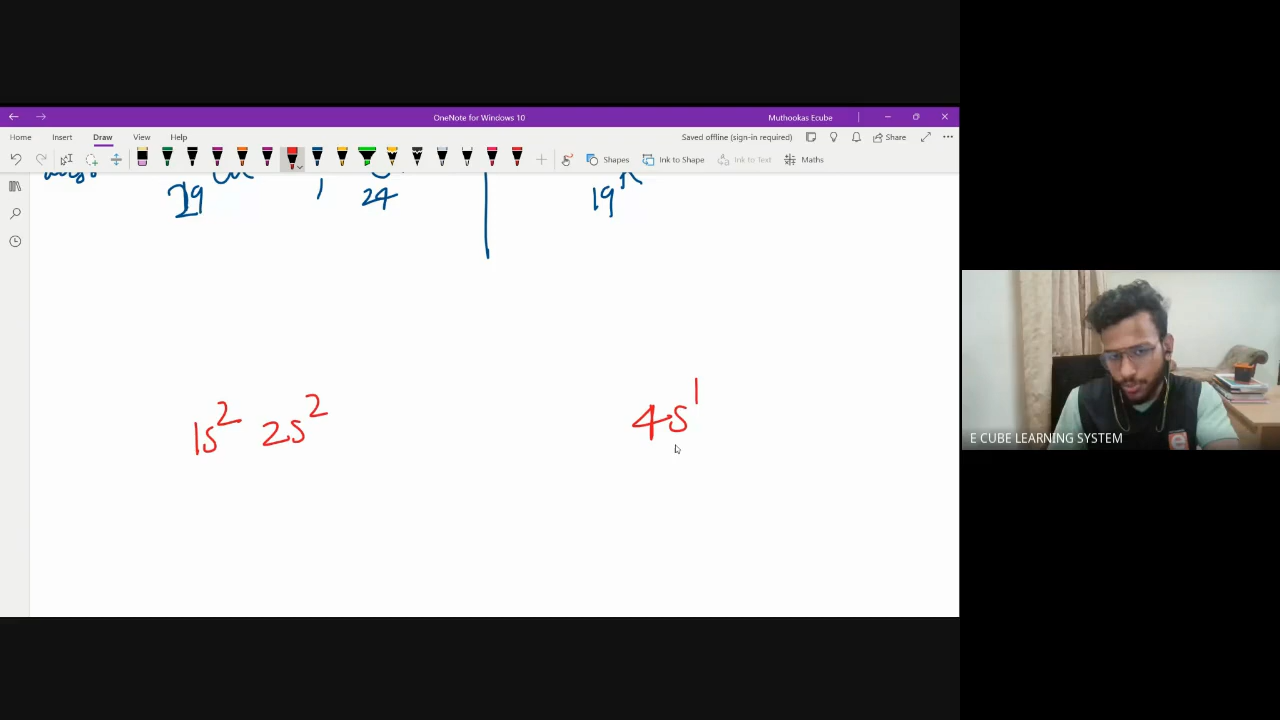 OneNote for Windows 10
Muthookas Ecube
Home Insert Draw View Help
Saved offline (sign-in required)
Share
Shapes
Ink to Shape
Ink to Text
Maths
29 , 24 19
1s² 2s² 4s¹
E CUBE LEARNING SYSTEM